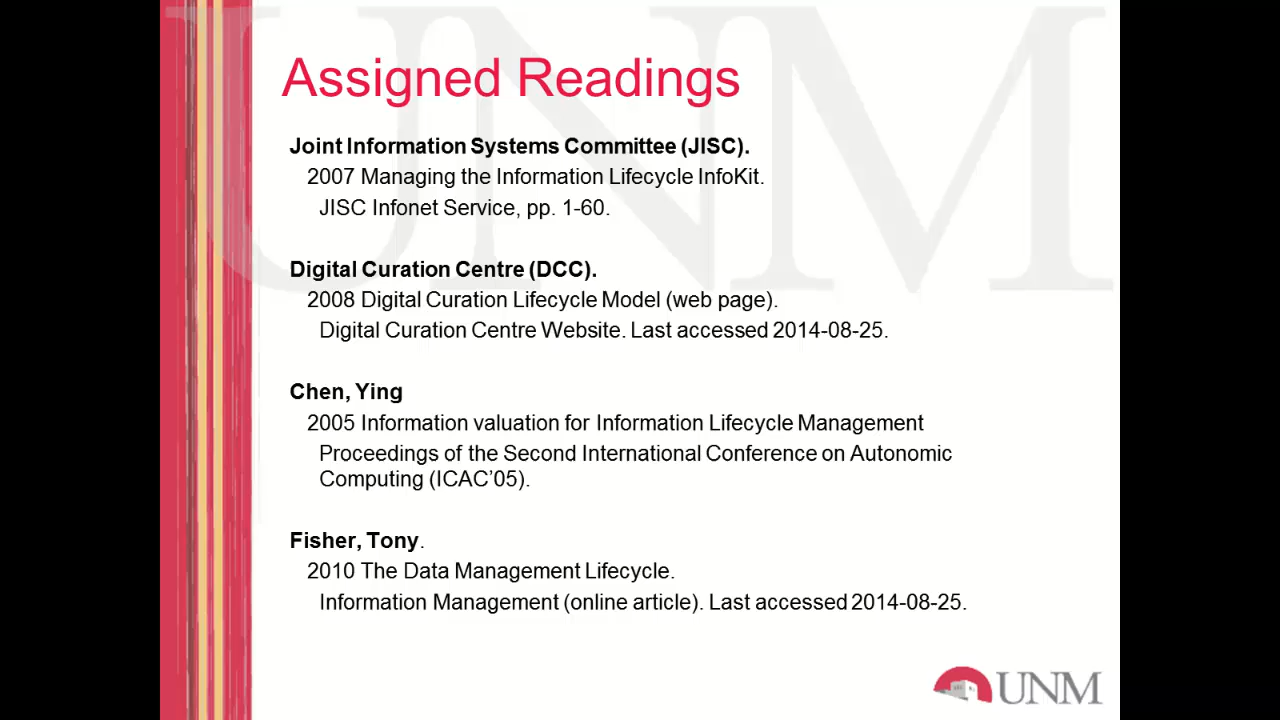 Assigned Readings
Joint Information Systems Committee (JISC).
2007 Managing the Information Lifecycle InfoKit.
JISC Infonet Service, pp. 1-60.
Digital Curation Centre (DCC).
2008 Digital Curation Lifecycle Model (web page).
Digital Curation Centre Website. Last accessed 2014-08-25.
Chen, Ying
2005 Information valuation for Information Lifecycle Management
Proceedings of the Second International Conference on Autonomic
Computing (ICAC’05).
Fisher, Tony.
2010 The Data Management Lifecycle.
Information Management (online article). Last accessed 2014-08-25.
UNM
UNM